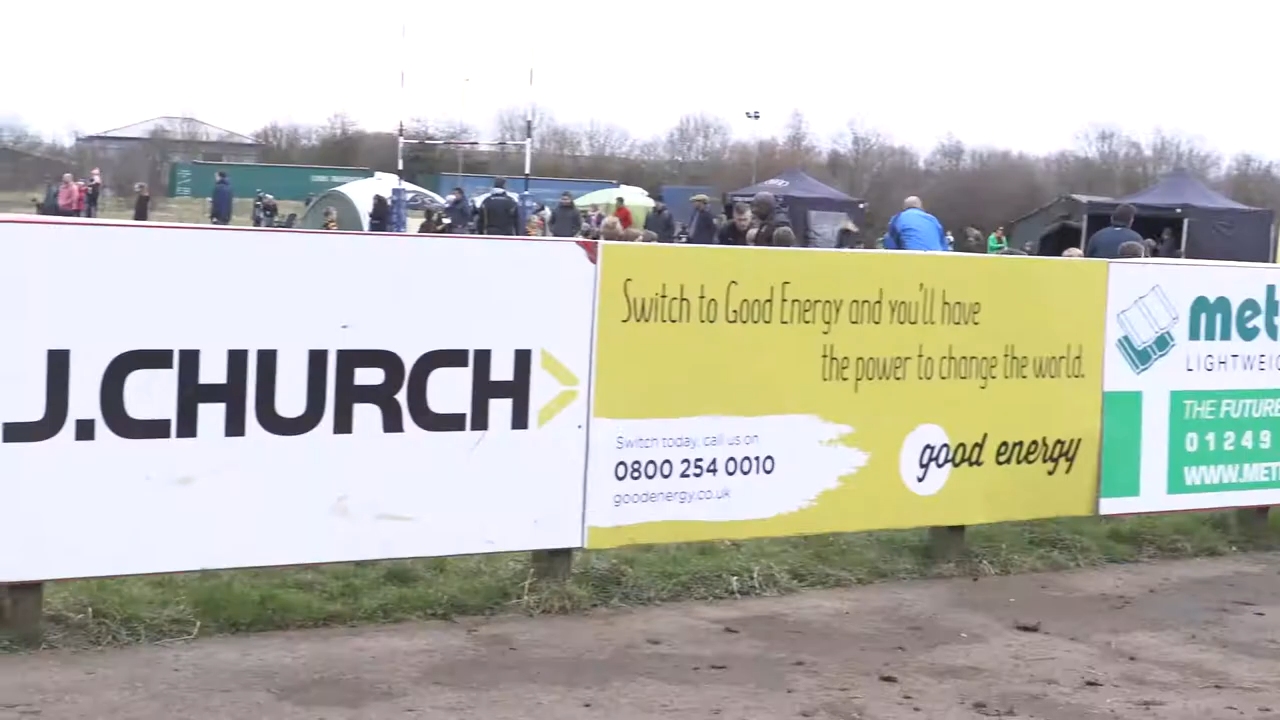 J.CHURCH
Switch to Good Energy and you'll have
the power to change the world.
Switch today, call us on
0800 254 0010
goodenergy.co.uk
good energy
met
LIGHTWEIG
THE FUTURE
01249
WWW.MET